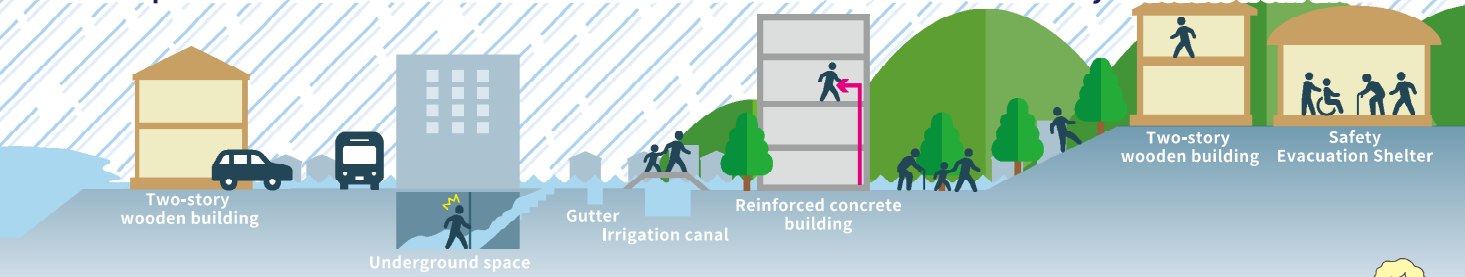 Two-story
wooden building
Underground space
Gutter
Irrigation canal
Reinforced concrete
building
Two-story
wooden building
Safety
Evacuation Shelter